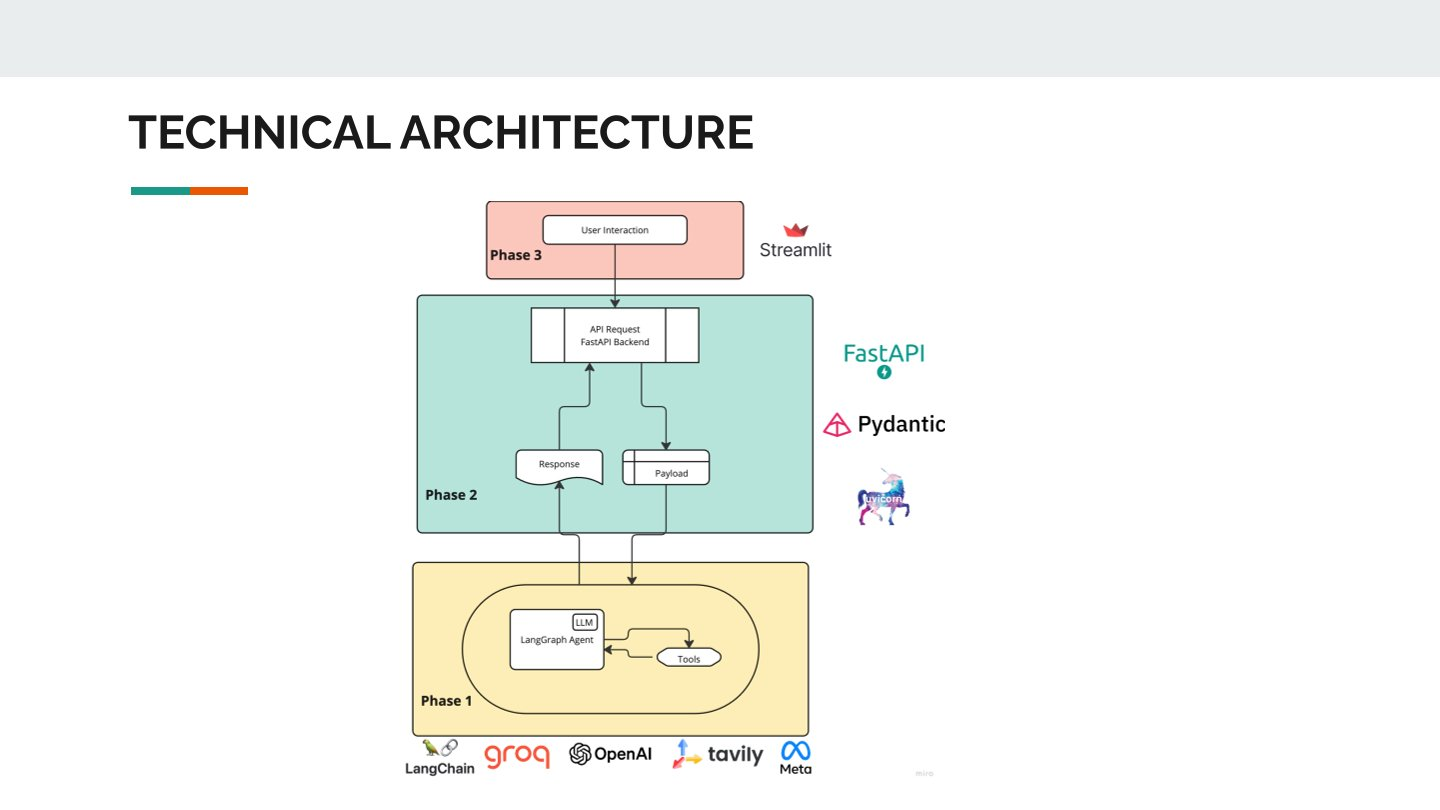 TECHNICAL ARCHITECTURE
User Interaction
Phase 3
Streamlit
API Request
FastAPI Backend
FastAPI
Pydantic
Response
Payload
Phase 2
uvicorn
LLM
LangGraph Agent
Tools
Phase 1
LangChain
groq
OpenAI
tavily
Meta
miro